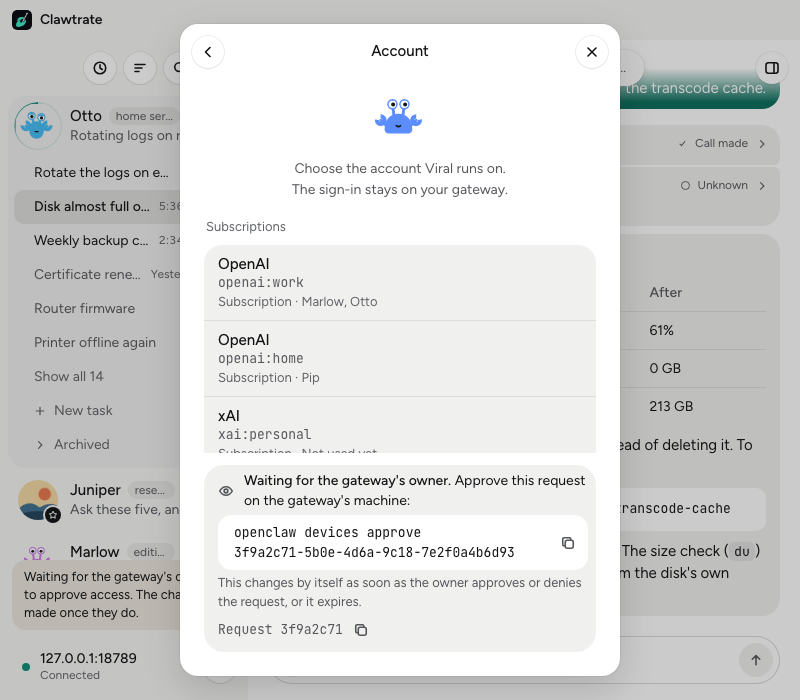 Clawtrate
Account
Choose the account Viral runs on.
The sign-in stays on your gateway.
Subscriptions
OpenAI
openai:work
Subscription · Marlow, Otto
OpenAI
openai:home
Subscription · Pip
xAI
xai:personal
Subscription · Not used yet
Waiting for the gateway's owner. Approve this request
on the gateway's machine:
openclaw devices approve
3f9a2c71-5b0e-4d6a-9c18-7e2f0a4b6d93
This changes by itself as soon as the owner approves or denies
the request, or it expires.
Request 3f9a2c71
Otto home ser...
Rotating logs on
Rotate the logs on e...
Disk almost full o... 5:36
Weekly backup c... 2:34
Certificate rene... Yeste
Router firmware
Printer offline again
Show all 14
+ New task
Archived
Juniper rese...
Ask these five, an
Marlow editi...
Waiting for the gateway's
to approve access. The cha
made once they do.
127.0.0.1:18789
Connected
...
the transcode cache.
Call made
Unknown
After
61%
0 GB
213 GB
ead of deleting it. To
transcode-cache
The size check ( du )
m the disk's own